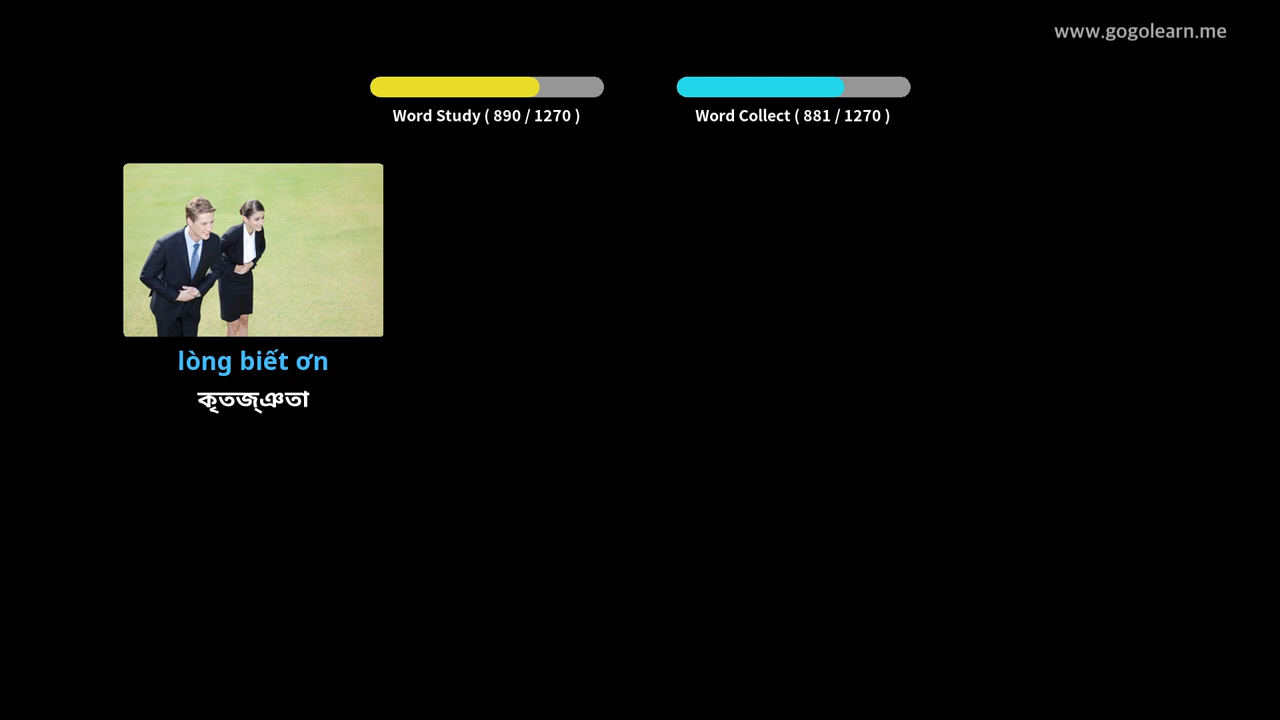 www.gogolearn.me
Word Study ( 890 / 1270 )
Word Collect ( 881 / 1270 )
lòng biết ơn
কৃতজ্ঞতা